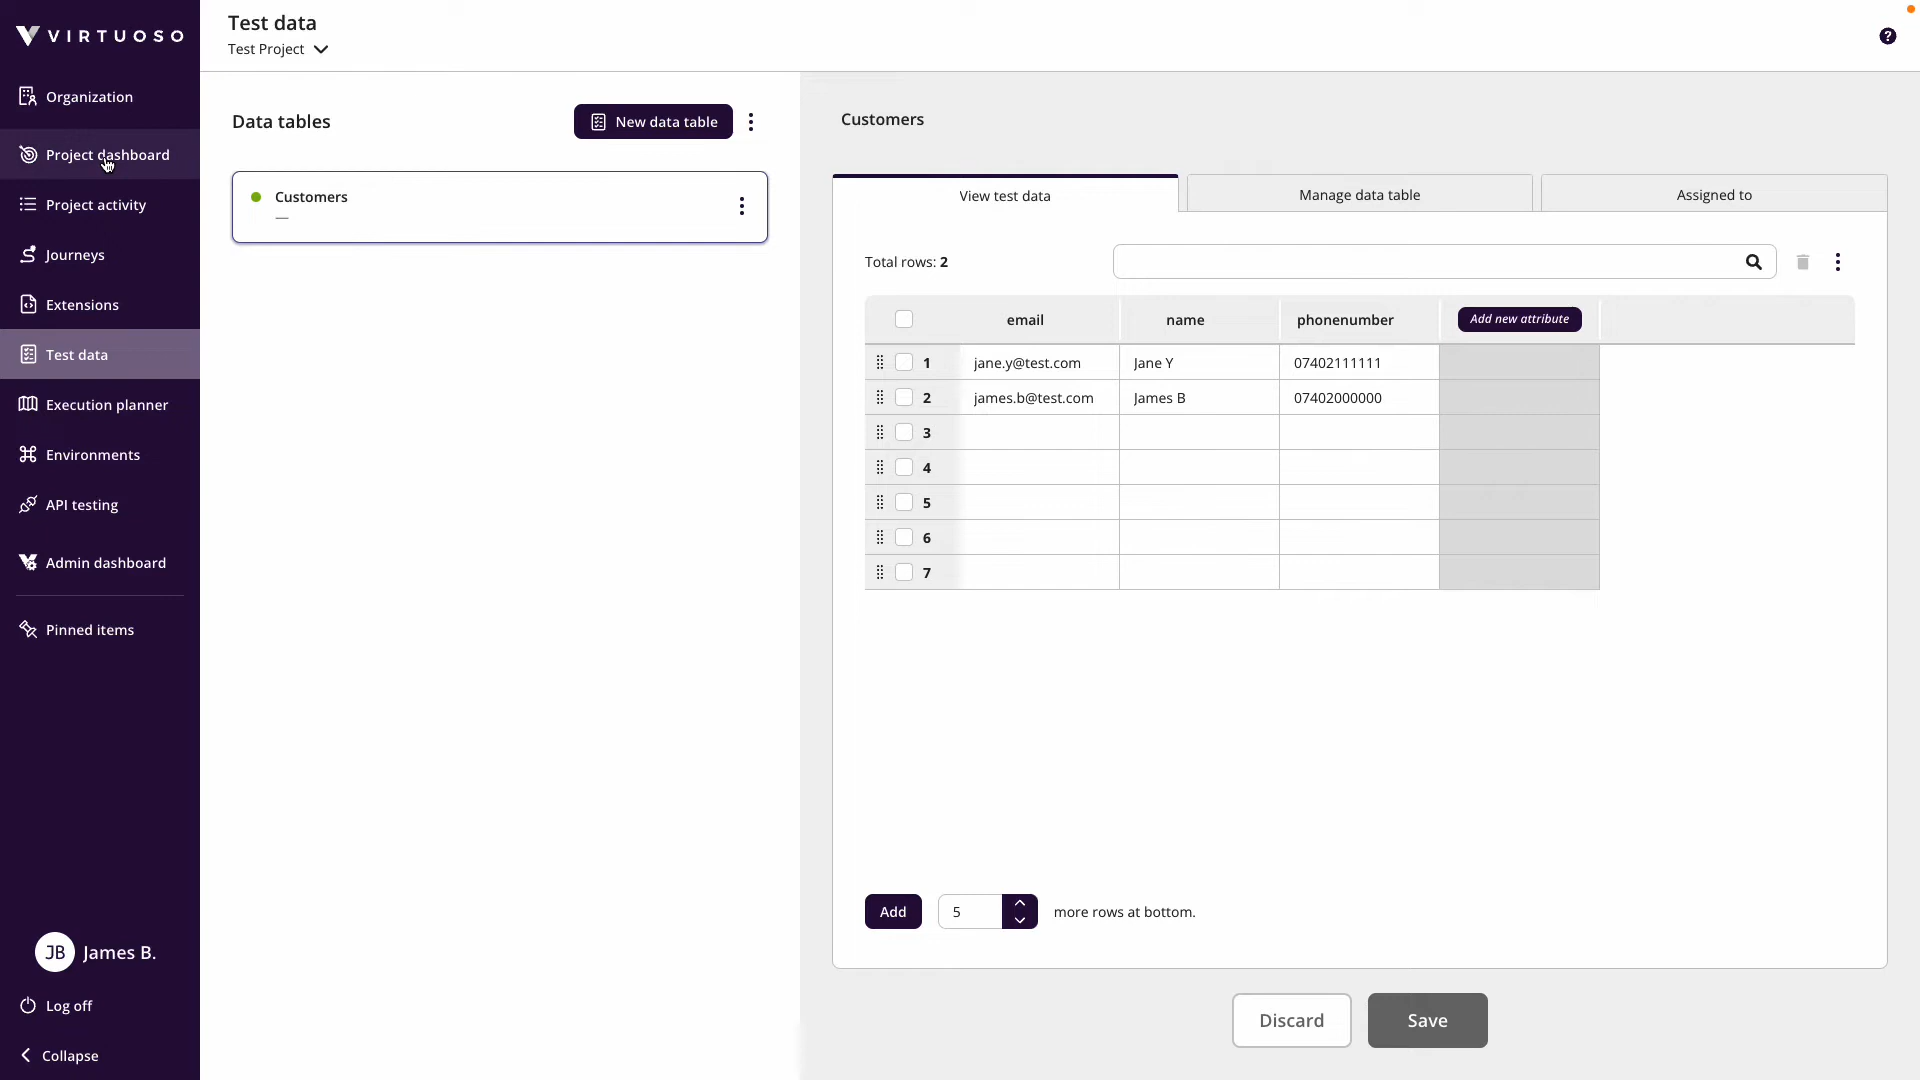 VIRTUOSO
Organization
Project dashboard
Project activity
Journeys
Extensions
Test data
Execution planner
Environments
API testing
Admin dashboard
Pinned items
JB James B.
Log off
Collapse
Test data
Test Project
?
Data tables
New data table
Customers
—
Customers
View test data
Manage data table
Assigned to
Total rows: 2
email name phonenumber Add new attribute
1 jane.y@test.com Jane Y 07402111111
2 james.b@test.com James B 07402000000
3
4
5
6
7
Add 5 more rows at bottom.
Discard Save